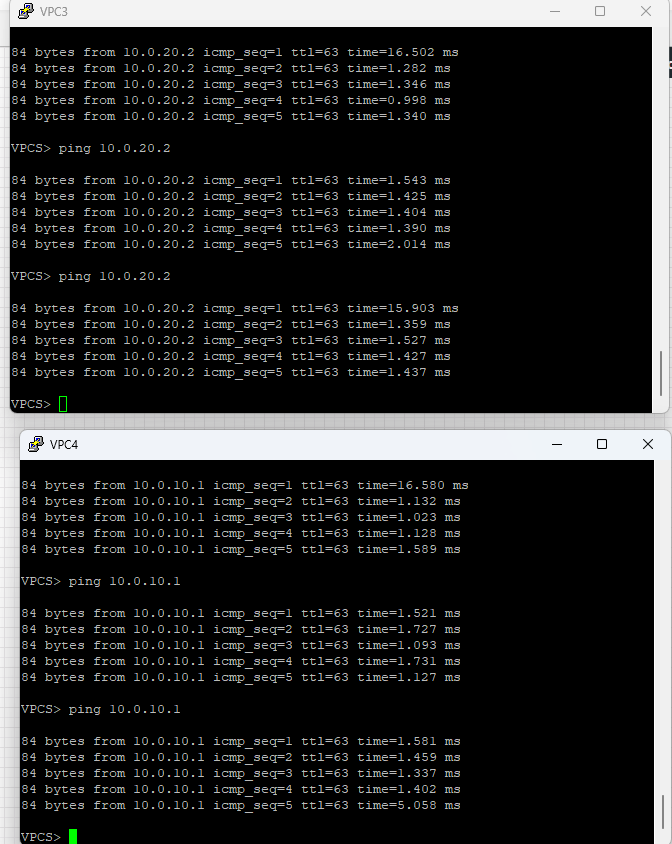 VPC3
84 bytes from 10.0.20.2 icmp_seq=1 ttl=63 time=16.502 ms
84 bytes from 10.0.20.2 icmp_seq=2 ttl=63 time=1.282 ms
84 bytes from 10.0.20.2 icmp_seq=3 ttl=63 time=1.346 ms
84 bytes from 10.0.20.2 icmp_seq=4 ttl=63 time=0.998 ms
84 bytes from 10.0.20.2 icmp_seq=5 ttl=63 time=1.340 ms
VPCS> ping 10.0.20.2
84 bytes from 10.0.20.2 icmp_seq=1 ttl=63 time=1.543 ms
84 bytes from 10.0.20.2 icmp_seq=2 ttl=63 time=1.425 ms
84 bytes from 10.0.20.2 icmp_seq=3 ttl=63 time=1.404 ms
84 bytes from 10.0.20.2 icmp_seq=4 ttl=63 time=1.390 ms
84 bytes from 10.0.20.2 icmp_seq=5 ttl=63 time=2.014 ms
VPCS> ping 10.0.20.2
84 bytes from 10.0.20.2 icmp_seq=1 ttl=63 time=15.903 ms
84 bytes from 10.0.20.2 icmp_seq=2 ttl=63 time=1.359 ms
84 bytes from 10.0.20.2 icmp_seq=3 ttl=63 time=1.527 ms
84 bytes from 10.0.20.2 icmp_seq=4 ttl=63 time=1.427 ms
84 bytes from 10.0.20.2 icmp_seq=5 ttl=63 time=1.437 ms
VPCS>
VPC4
84 bytes from 10.0.10.1 icmp_seq=1 ttl=63 time=16.580 ms
84 bytes from 10.0.10.1 icmp_seq=2 ttl=63 time=1.132 ms
84 bytes from 10.0.10.1 icmp_seq=3 ttl=63 time=1.023 ms
84 bytes from 10.0.10.1 icmp_seq=4 ttl=63 time=1.128 ms
84 bytes from 10.0.10.1 icmp_seq=5 ttl=63 time=1.589 ms
VPCS> ping 10.0.10.1
84 bytes from 10.0.10.1 icmp_seq=1 ttl=63 time=1.521 ms
84 bytes from 10.0.10.1 icmp_seq=2 ttl=63 time=1.727 ms
84 bytes from 10.0.10.1 icmp_seq=3 ttl=63 time=1.093 ms
84 bytes from 10.0.10.1 icmp_seq=4 ttl=63 time=1.731 ms
84 bytes from 10.0.10.1 icmp_seq=5 ttl=63 time=1.127 ms
VPCS> ping 10.0.10.1
84 bytes from 10.0.10.1 icmp_seq=1 ttl=63 time=1.581 ms
84 bytes from 10.0.10.1 icmp_seq=2 ttl=63 time=1.459 ms
84 bytes from 10.0.10.1 icmp_seq=3 ttl=63 time=1.337 ms
84 bytes from 10.0.10.1 icmp_seq=4 ttl=63 time=1.402 ms
84 bytes from 10.0.10.1 icmp_seq=5 ttl=63 time=5.058 ms
VPCS>